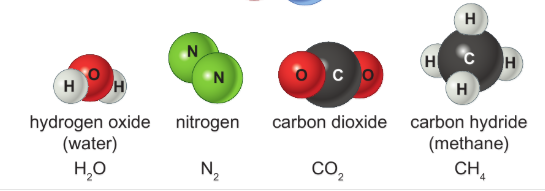 H O H
N
N
O C O
H
H C H
H
hydrogen oxide
(water)
nitrogen
carbon dioxide
carbon hydride
(methane)
H₂O
N₂
CO₂
CH₄